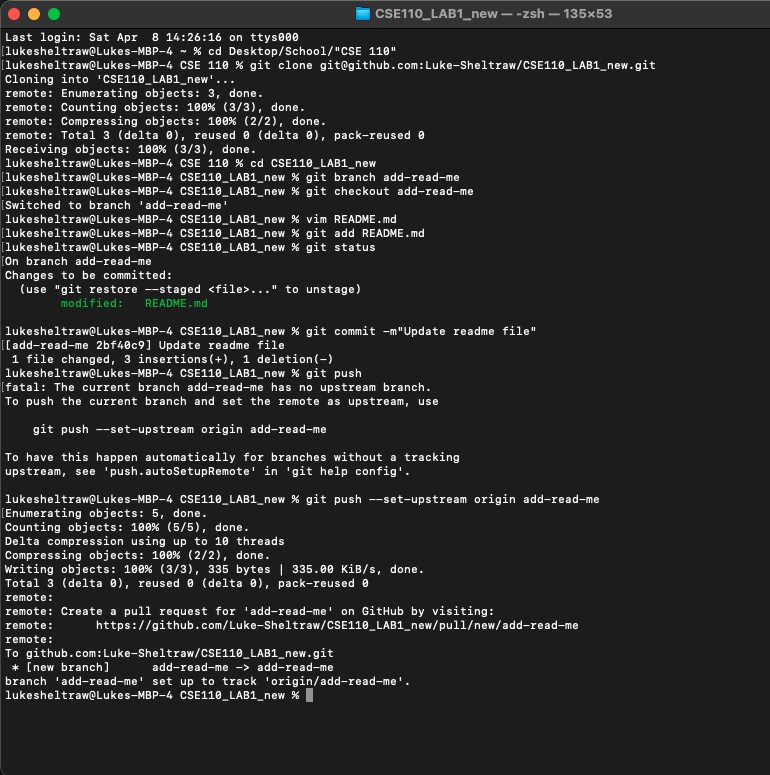 CSE110_LAB1_new — -zsh — 135×53
Last login: Sat Apr  8 14:26:16 on ttys000
[lukesheltraw@Lukes-MBP-4 ~ % cd Desktop/School/"CSE 110"
[lukesheltraw@Lukes-MBP-4 CSE 110 % git clone git@github.com:Luke-Sheltraw/CSE110_LAB1_new.git
Cloning into 'CSE110_LAB1_new'...
remote: Enumerating objects: 3, done.
remote: Counting objects: 100% (3/3), done.
remote: Compressing objects: 100% (2/2), done.
remote: Total 3 (delta 0), reused 0 (delta 0), pack-reused 0
Receiving objects: 100% (3/3), done.
lukesheltraw@Lukes-MBP-4 CSE 110 % cd CSE110_LAB1_new
[lukesheltraw@Lukes-MBP-4 CSE110_LAB1_new % git branch add-read-me
[lukesheltraw@Lukes-MBP-4 CSE110_LAB1_new % git checkout add-read-me
[Switched to branch 'add-read-me'
lukesheltraw@Lukes-MBP-4 CSE110_LAB1_new % vim README.md
[lukesheltraw@Lukes-MBP-4 CSE110_LAB1_new % git add README.md
[lukesheltraw@Lukes-MBP-4 CSE110_LAB1_new % git status
[On branch add-read-me
Changes to be committed:
  (use "git restore --staged <file>..." to unstage)
        modified:   README.md

lukesheltraw@Lukes-MBP-4 CSE110_LAB1_new % git commit -m"Update readme file"
[[add-read-me 2bf40c9] Update readme file
 1 file changed, 3 insertions(+), 1 deletion(-)
lukesheltraw@Lukes-MBP-4 CSE110_LAB1_new % git push
[fatal: The current branch add-read-me has no upstream branch.
To push the current branch and set the remote as upstream, use

    git push --set-upstream origin add-read-me

To have this happen automatically for branches without a tracking
upstream, see 'push.autoSetupRemote' in 'git help config'.

lukesheltraw@Lukes-MBP-4 CSE110_LAB1_new % git push --set-upstream origin add-read-me
[Enumerating objects: 5, done.
Counting objects: 100% (5/5), done.
Delta compression using up to 10 threads
Compressing objects: 100% (2/2), done.
Writing objects: 100% (3/3), 335 bytes | 335.00 KiB/s, done.
Total 3 (delta 0), reused 0 (delta 0), pack-reused 0
remote:
remote: Create a pull request for 'add-read-me' on GitHub by visiting:
remote:      https://github.com/Luke-Sheltraw/CSE110_LAB1_new/pull/new/add-read-me
remote:
To github.com:Luke-Sheltraw/CSE110_LAB1_new.git
 * [new branch]      add-read-me -> add-read-me
branch 'add-read-me' set up to track 'origin/add-read-me'.
lukesheltraw@Lukes-MBP-4 CSE110_LAB1_new %